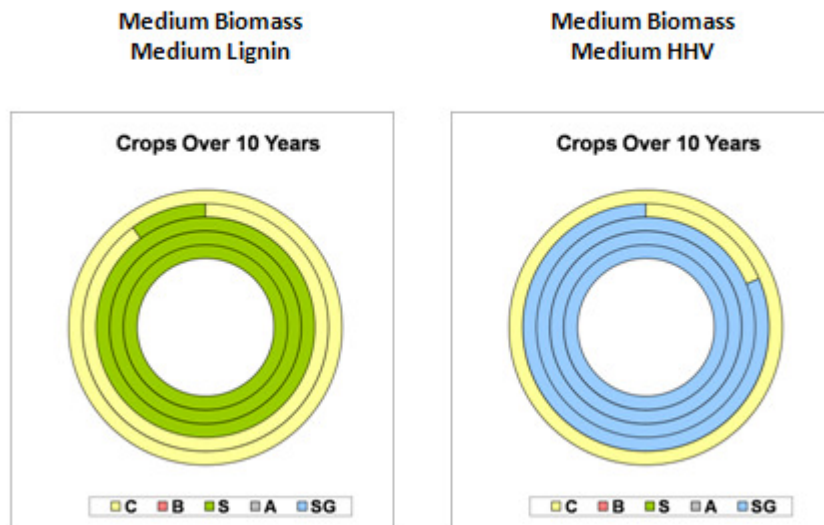 Medium Biomass
Medium Lignin
Medium Biomass
Medium HHV
Crops Over 10 Years
Crops Over 10 Years
C B S A SG
C B S A SG